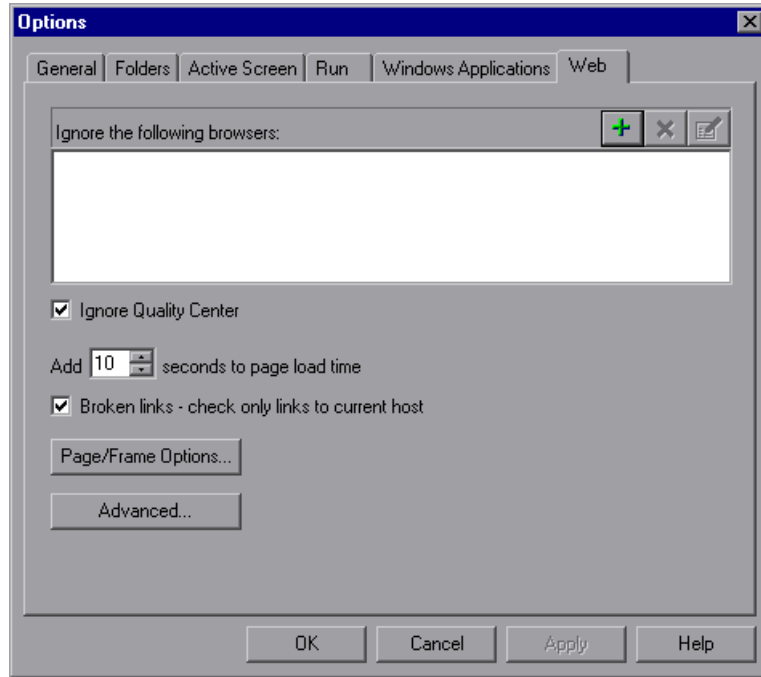 Options
General Folders Active Screen Run Windows Applications Web
Ignore the following browsers:
Ignore Quality Center
Add 10 seconds to page load time
Broken links - check only links to current host
Page/Frame Options...
Advanced...
OK Cancel Apply Help